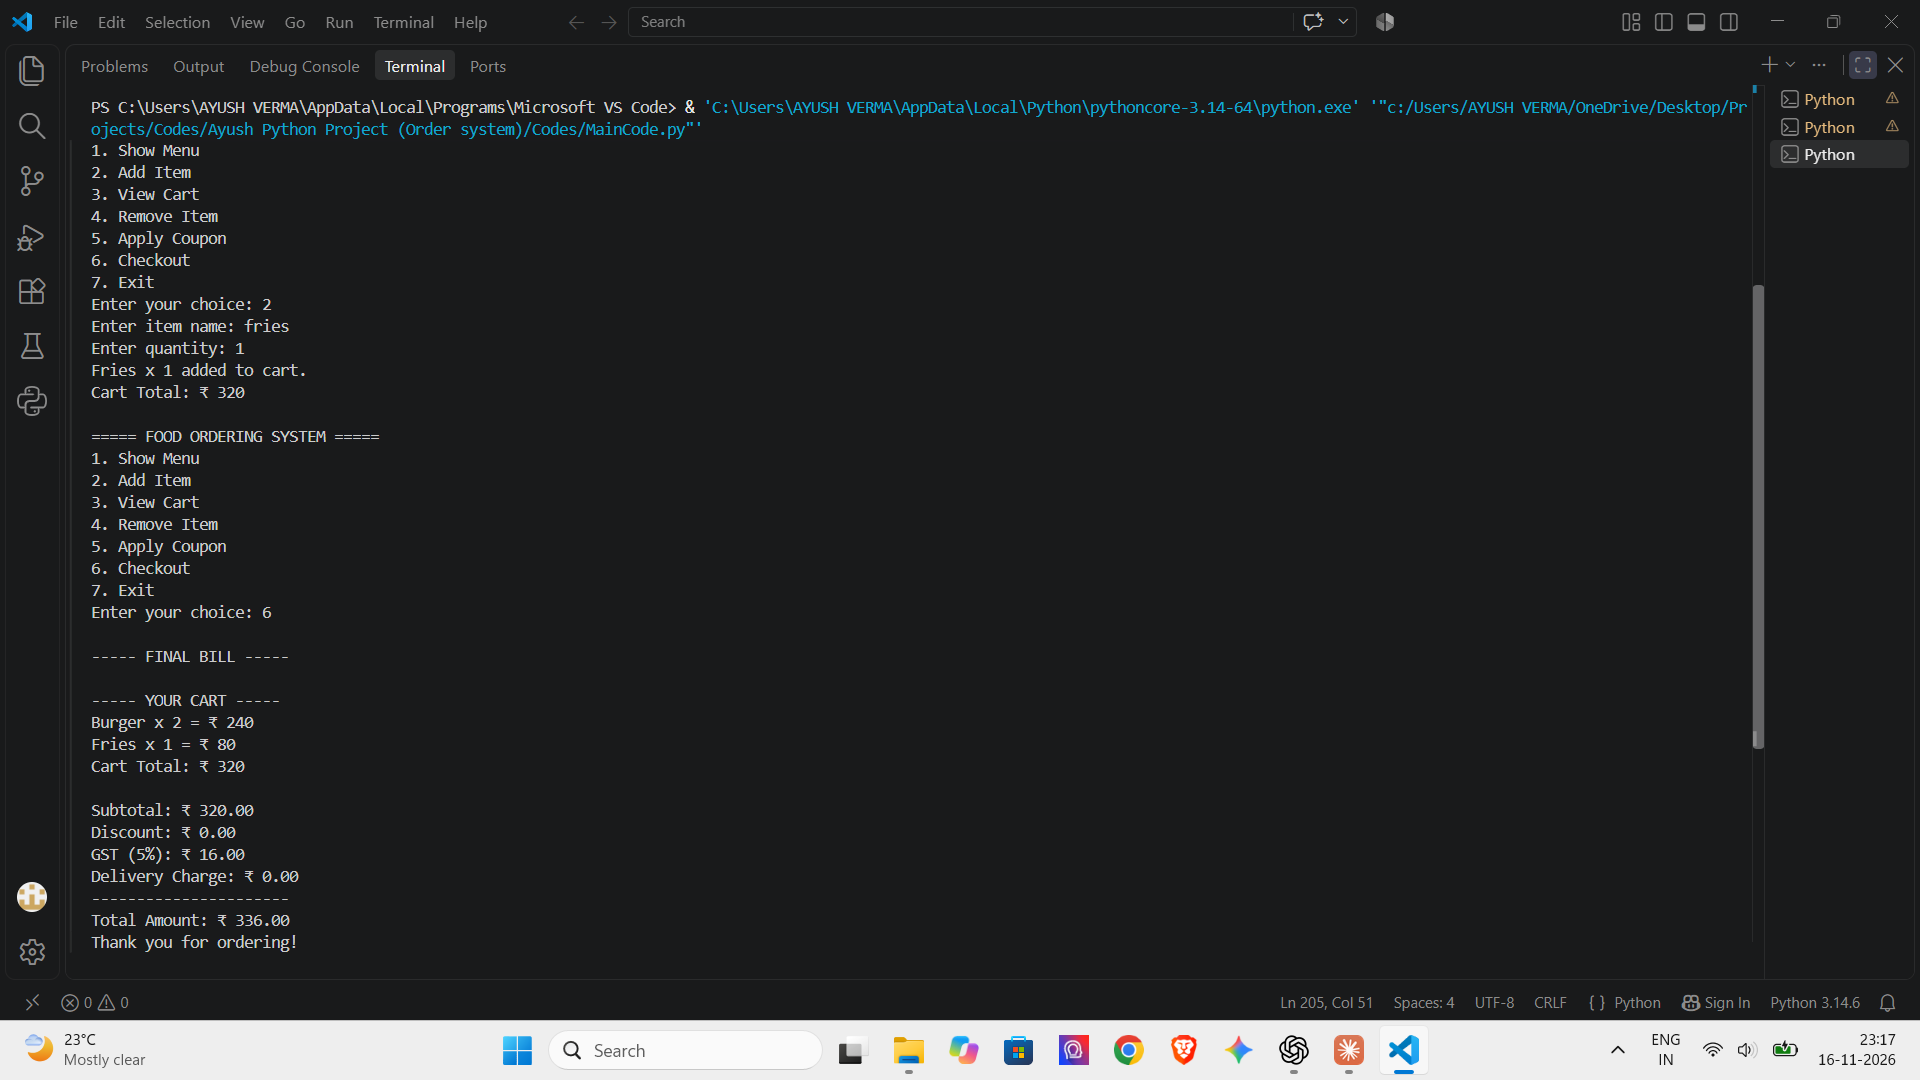 File Edit Selection View Go Run Terminal Help
Search
Problems Output Debug Console Terminal Ports
PS C:\Users\AYUSH VERMA\AppData\Local\Programs\Microsoft VS Code> & 'C:\Users\AYUSH VERMA\AppData\Local\Python\pythoncore-3.14-64\python.exe' '"c:/Users/AYUSH VERMA/OneDrive/Desktop/Pr
ojects/Codes/Ayush Python Project (Order system)/Codes/MainCode.py"'
1. Show Menu
2. Add Item
3. View Cart
4. Remove Item
5. Apply Coupon
6. Checkout
7. Exit
Enter your choice: 2
Enter item name: fries
Enter quantity: 1
Fries x 1 added to cart.
Cart Total: ₹ 320
===== FOOD ORDERING SYSTEM =====
1. Show Menu
2. Add Item
3. View Cart
4. Remove Item
5. Apply Coupon
6. Checkout
7. Exit
Enter your choice: 6
----- FINAL BILL -----
----- YOUR CART -----
Burger x 2 = ₹ 240
Fries x 1 = ₹ 80
Cart Total: ₹ 320
Subtotal: ₹ 320.00
Discount: ₹ 0.00
GST (5%): ₹ 16.00
Delivery Charge: ₹ 0.00
----------------------
Total Amount: ₹ 336.00
Thank you for ordering!
Python
Python
Python
0 0
Ln 205, Col 51 Spaces: 4 UTF-8 CRLF { } Python Sign In Python 3.14.6
23°C
Mostly clear
Search
ENG
IN
23:17
16-11-2026